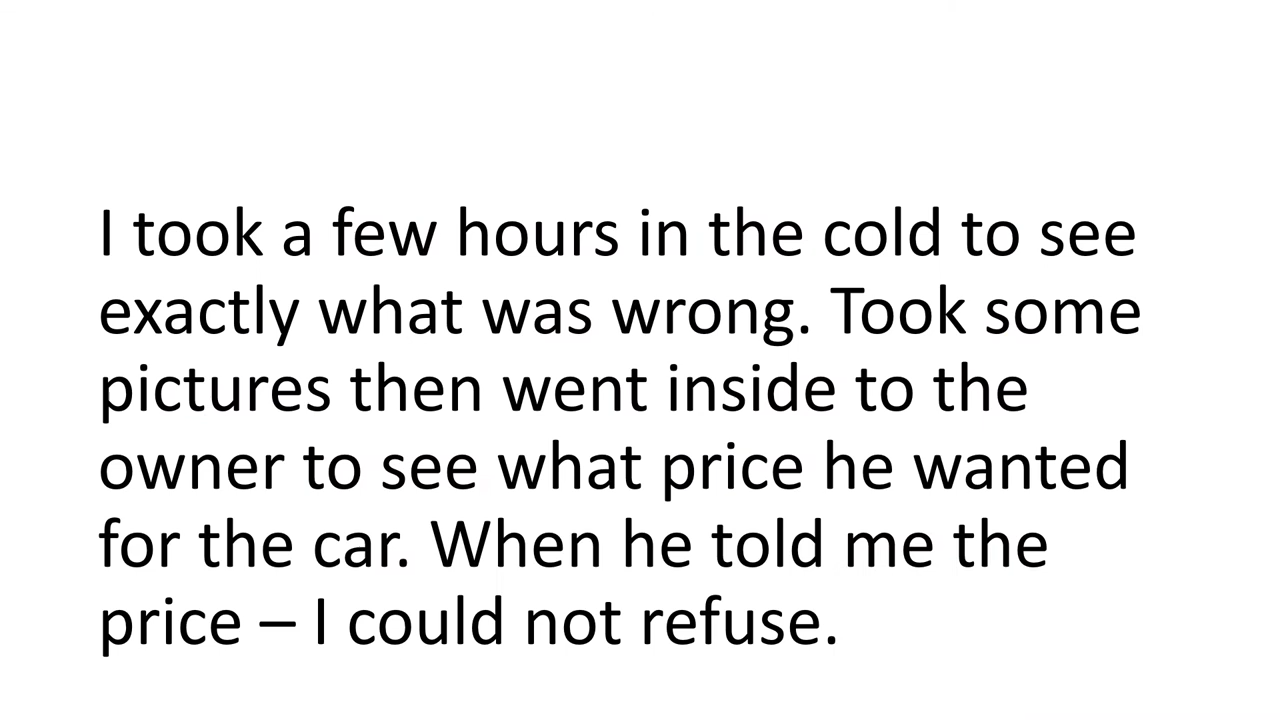 I took a few hours in the cold to see
exactly what was wrong. Took some
pictures then went inside to the
owner to see what price he wanted
for the car. When he told me the
price – I could not refuse.